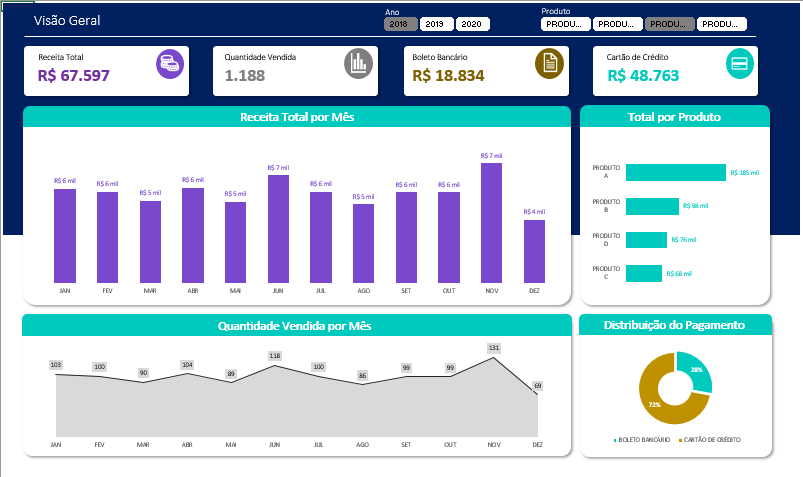 Visão Geral
Ano
2018 2019 2020
Produto
PRODU... PRODU... PRODU... PRODU...
Receita Total
R$ 67.597
Quantidade Vendida
1.188
Boleto Bancário
R$ 18.834
Cartão de Crédito
R$ 48.763
Receita Total por Mês
R$ 6 mil R$ 6 mil R$ 5 mil R$ 6 mil R$ 5 mil R$ 7 mil R$ 6 mil R$ 5 mil R$ 6 mil R$ 6 mil R$ 7 mil R$ 4 mil
JAN FEV MAR ABR MAI JUN JUL AGO SET OUT NOV DEZ
Total por Produto
PRODUTO
A
R$ 185 mil
PRODUTO
B
R$ 98 mil
PRODUTO
D
R$ 76 mil
PRODUTO
C
R$ 68 mil
Quantidade Vendida por Mês
103 100 90 104 89 118 100 86 99 99 131 69
JAN FEV MAR ABR MAI JUN JUL AGO SET OUT NOV DEZ
Distribuição do Pagamento
28%
72%
BOLETO BANCÁRIO CARTÃO DE CRÉDITO